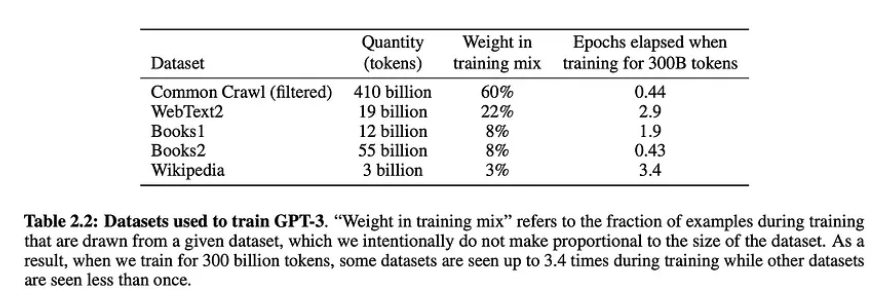 Quantity Weight in Epochs elapsed when
Dataset (tokens) training mix training for 300B tokens
Common Crawl (filtered) 410 billion 60% 0.44
WebText2 19 billion 22% 2.9
Books1 12 billion 8% 1.9
Books2 55 billion 8% 0.43
Wikipedia 3 billion 3% 3.4
Table 2.2: Datasets used to train GPT-3. “Weight in training mix” refers to the fraction of examples during training
that are drawn from a given dataset, which we intentionally do not make proportional to the size of the dataset. As a
result, when we train for 300 billion tokens, some datasets are seen up to 3.4 times during training while other datasets
are seen less than once.